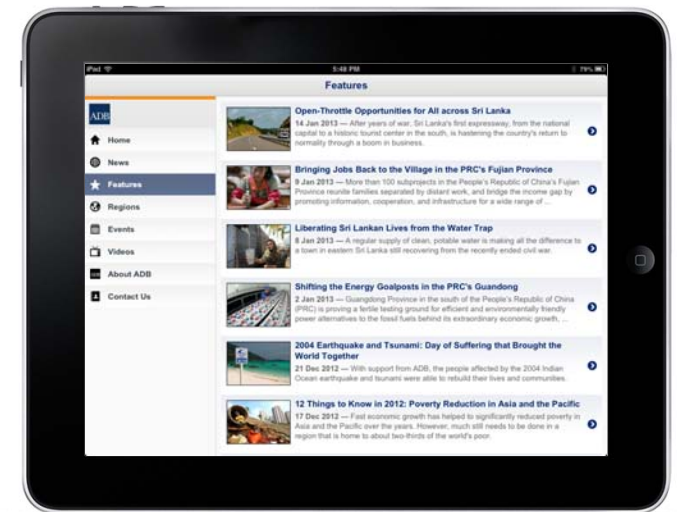 iPad
5:48 PM
79%
Features
ADB
Home
News
Features
Regions
Events
Videos
About ADB
Contact Us
Open-Throttle Opportunities for All across Sri Lanka
14 Jan 2013 — After years of war, Sri Lanka's first expressway, from the national
capital to a historic tourist center in the south, is hastening the country's return to
normality through a boom in business.
Bringing Jobs Back to the Village in the PRC's Fujian Province
9 Jan 2013 — More than 100 subprojects in the People's Republic of China's Fujian
Province reunite families separated by distant work, and bridge the income gap by
promoting information, cooperation, and infrastructure for a wide range of ...
Liberating Sri Lankan Lives from the Water Trap
8 Jan 2013 — A regular supply of clean, potable water is making all the difference to
a town in eastern Sri Lanka still recovering from the recently ended civil war.
Shifting the Energy Goalposts in the PRC's Guandong
2 Jan 2013 — Guangdong Province in the south of the People's Republic of China
(PRC) is proving a fertile testing ground for efficient and environmentally friendly
power alternatives to the fossil fuels behind its extraordinary economic growth, ...
2004 Earthquake and Tsunami: Day of Suffering that Brought the
World Together
21 Dec 2012 — With support from ADB, the people affected by the 2004 Indian
Ocean earthquake and tsunami were able to rebuild their lives and communities.
12 Things to Know in 2012: Poverty Reduction in Asia and the Pacific
17 Dec 2012 — Fast economic growth has helped to significantly reduced poverty in
Asia and the Pacific over the years. However, much still needs to be done in a
region that is home to about two-thirds of the world's poor.